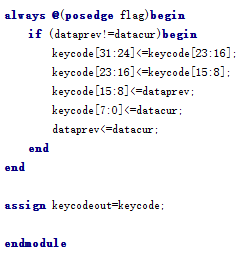 always @(posedge flag)begin
if (dataprev!=datacur)begin
keycode[31:24]<=keycode[23:16];
keycode[23:16]<=keycode[15:8];
keycode[15:8]<=dataprev;
keycode[7:0]<=datacur;
dataprev<=datacur;
end
end
assign keycodeout=keycode;
endmodule